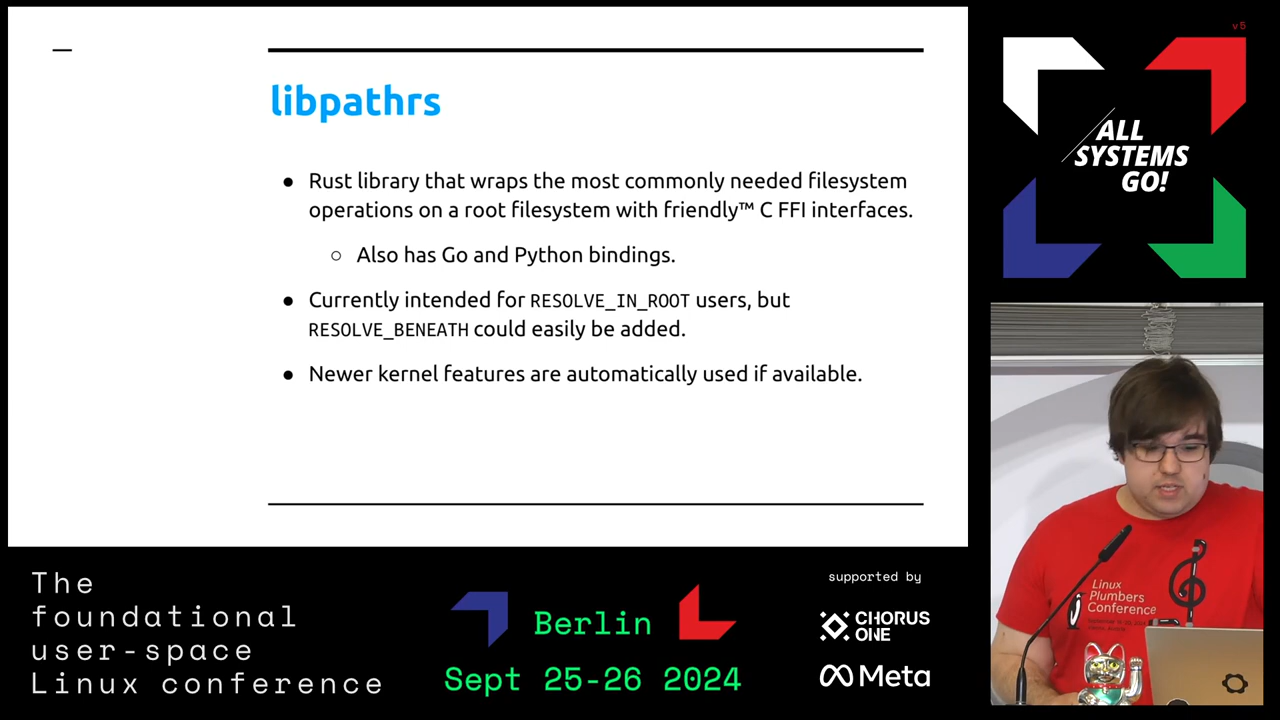 libpathrs
● Rust library that wraps the most commonly needed filesystem
operations on a root filesystem with friendly™ C FFI interfaces.
○ Also has Go and Python bindings.
● Currently intended for RESOLVE_IN_ROOT users, but
RESOLVE_BENEATH could easily be added.
● Newer kernel features are automatically used if available.
v5
ALL
SYSTEMS
GO!
Linux
Plumbers
Conference
The
foundational
user-space
Linux conference
Berlin
Sept 25-26 2024
supported by
CHORUS
ONE
Meta